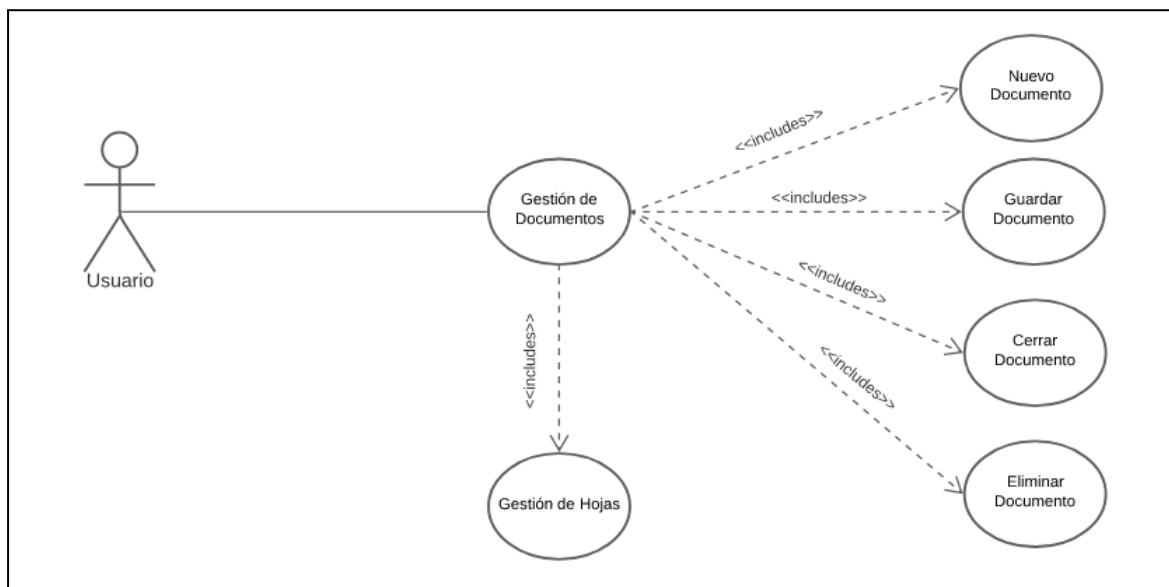 Nuevo
Documento
<<includes>>
Gestión de
Documentos
<<includes>>
Guardar
Documento
Usuario
<<includes>>
<<includes>>
Cerrar
Documento
<<includes>>
Gestión de Hojas
Eliminar
Documento